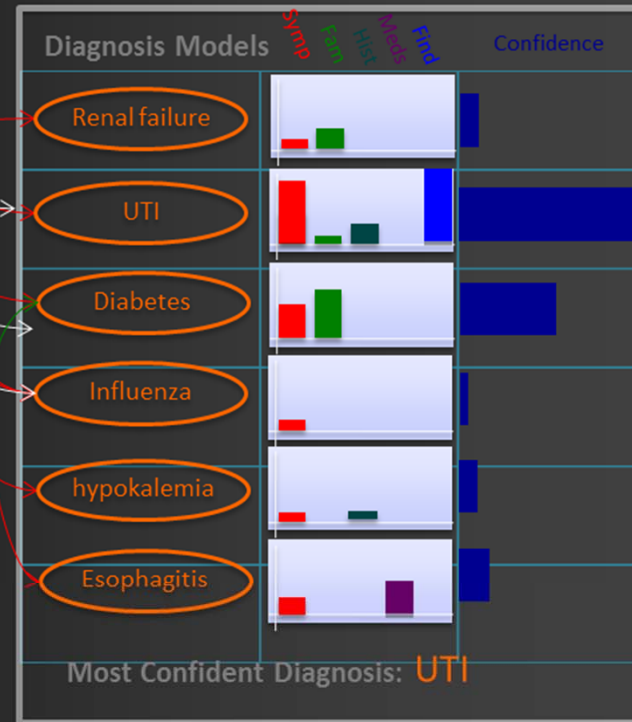 Diagnosis Models Symp Fam Hist Meds Find Confidence
Renal failure
UTI
Diabetes
Influenza
hypokalemia
Esophagitis
Most Confident Diagnosis: UTI